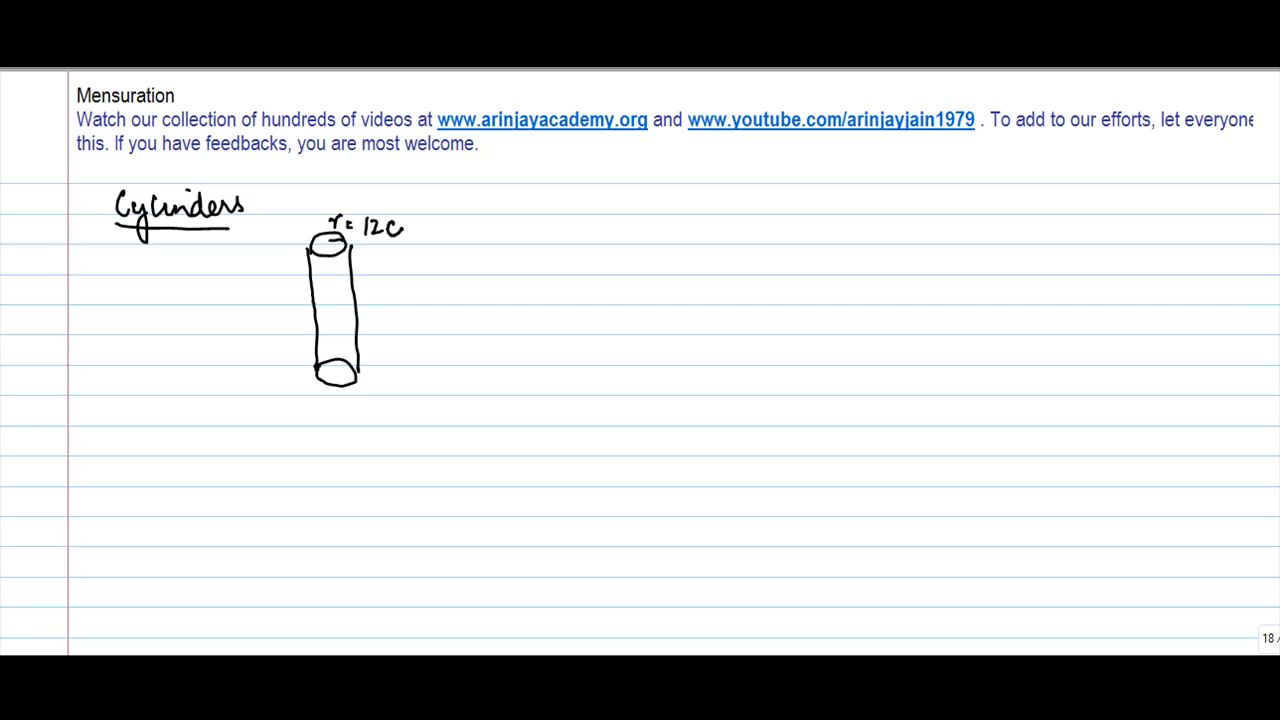 Mensuration
Watch our collection of hundreds of videos at www.arinjayacademy.org and www.youtube.com/arinjayjain1979 . To add to our efforts, let everyone
this. If you have feedbacks, you are most welcome.
Cylinders
r = 12c
18 /